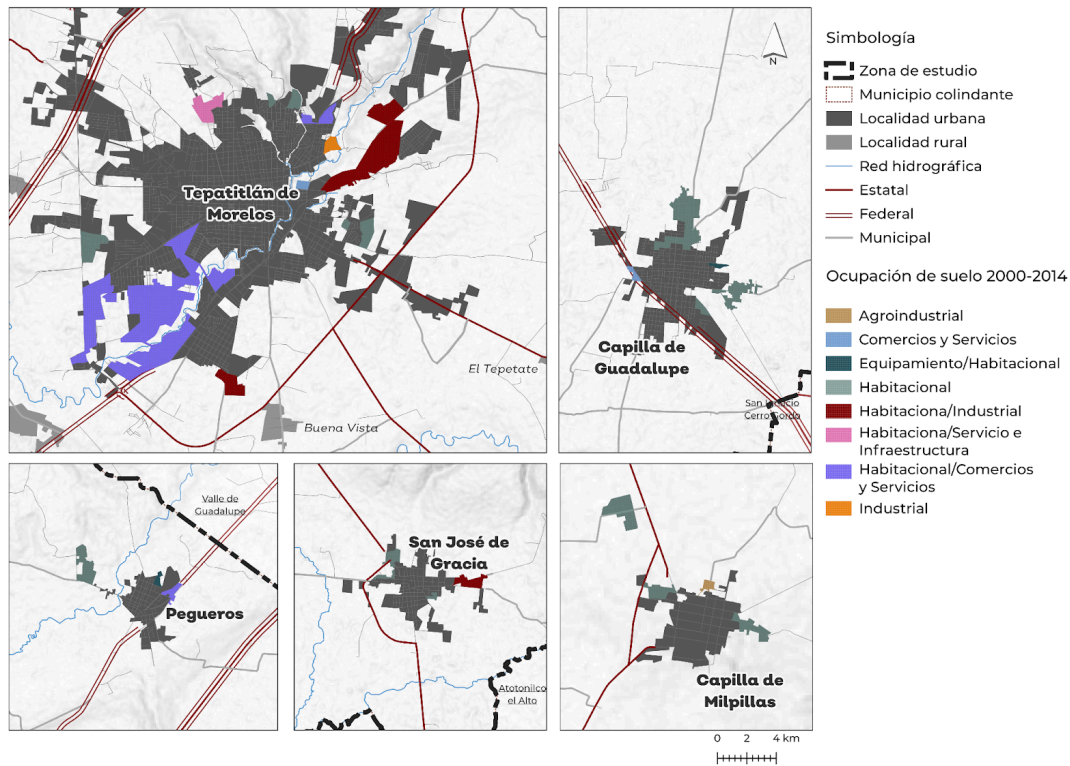 Tepatitlán de
Morelos
El Tepetate
Buena Vista
N
Capilla de
Guadalupe
San Ignacio
Cerro Gordo
Simbología
Zona de estudio
Municipio colindante
Localidad urbana
Localidad rural
Red hidrográfica
Estatal
Federal
Municipal
Ocupación de suelo 2000-2014
Agroindustrial
Comercios y Servicios
Equipamiento/Habitacional
Habitacional
Habitaciona/Industrial
Habitaciona/Servicio e
Infraestructura
Habitacional/Comercios
y Servicios
Industrial
Valle de
Guadalupe
Pegueros
San José de
Gracia
Atotonilco
el Alto
Capilla de
Milpillas
0 2 4 km